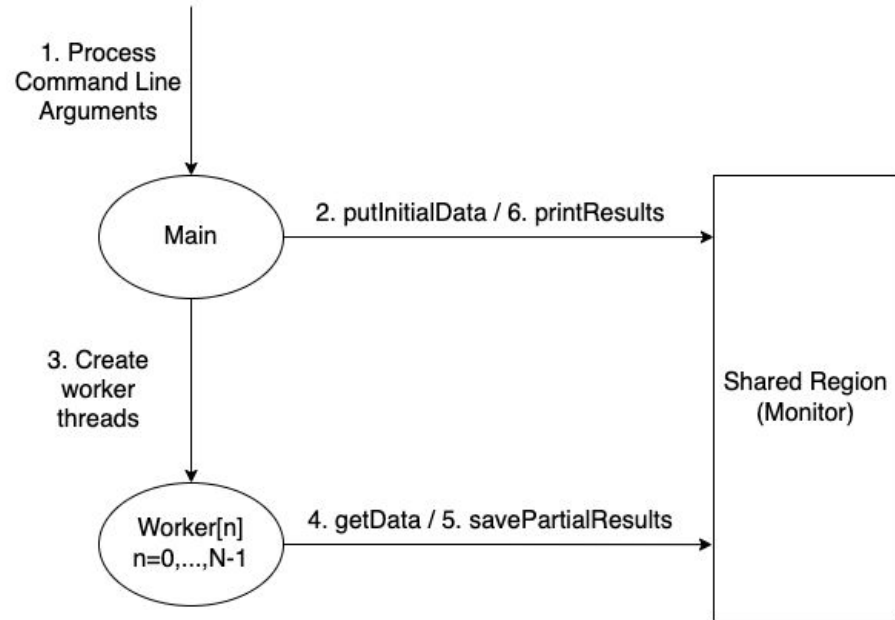 1. Process
Command Line
Arguments
Main
2. putInitialData / 6. printResults
3. Create
worker
threads
Shared Region
(Monitor)
Worker[n]
n=0,...,N-1
4. getData / 5. savePartialResults